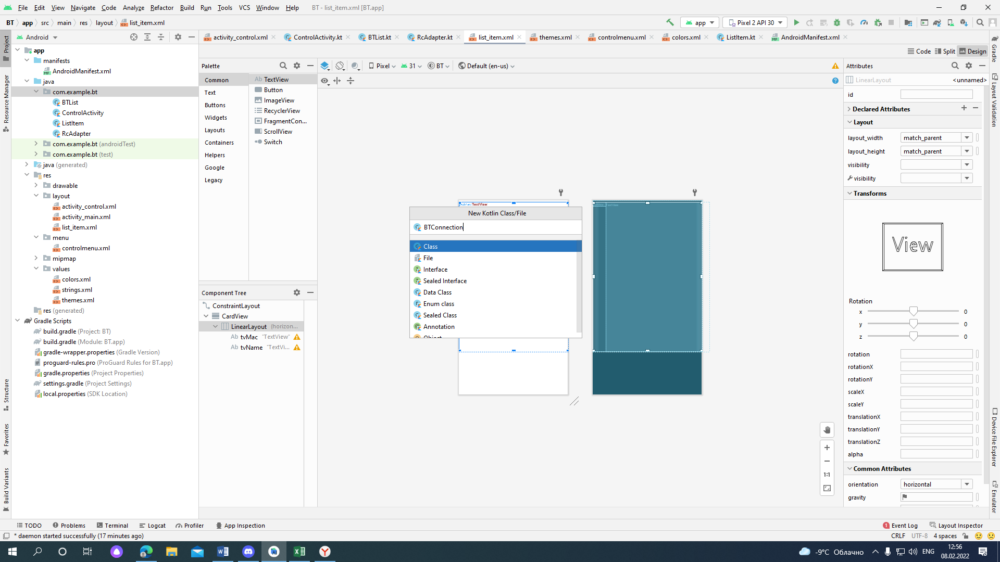 File Edit View Navigate Code Analyze Refactor Build Run Tools VCS Window Help BT - list_item.xml [BT.app]
BT app src main res layout list_item.xml
app Pixel 2 API 30
Android
activity_control.xml ControlActivity.kt BTList.kt RcAdapter.kt list_item.xml themes.xml controlmenu.xml colors.xml ListItem.kt AndroidManifest.xml
Code Split Design
Project
Resource Manager
Structure
Favorites
Build Variants
app
manifests
AndroidManifest.xml
java
com.example.bt
BTList
ControlActivity
ListItem
RcAdapter
com.example.bt (androidTest)
com.example.bt (test)
java (generated)
res
drawable
layout
activity_control.xml
activity_main.xml
list_item.xml
menu
controlmenu.xml
mipmap
values
colors.xml
strings.xml
themes.xml
res (generated)
Gradle Scripts
build.gradle (Project: BT)
build.gradle (Module: BT.app)
gradle-wrapper.properties (Gradle Version)
proguard-rules.pro (ProGuard Rules for BT.app)
gradle.properties (Project Properties)
settings.gradle (Project Settings)
local.properties (SDK Location)
Palette
Common
Text
Buttons
Widgets
Layouts
Containers
Helpers
Google
Legacy
Ab TextView
Button
ImageView
RecyclerView
FragmentCon...
ScrollView
Switch
Component Tree
ConstraintLayout
CardView
LinearLayout (horizon...
Ab tvMac "TextView"
Ab tvName "TextVi...
Pixel 31 BT Default (en-us)
TextView TextView
TextView
New Kotlin Class/File
BTConnection
Class
File
Interface
Sealed Interface
Data Class
Enum class
Sealed Class
Annotation
Object
1:1
Attributes
LinearLayout <unnamed>
id
Declared Attributes
Layout
layout_width match_parent
layout_height match_parent
visibility
visibility
Transforms
View
Rotation
x 0
y 0
z 0
rotation
rotationX
rotationY
scaleX
scaleY
translationX
translationY
translationZ
alpha
Common Attributes
orientation horizontal
gravity
Gradle
Layout Validation
Device File Explorer
Emulator
TODO Problems Terminal Logcat Profiler App Inspection
1 Event Log Layout Inspector
* daemon started successfully (17 minutes ago)
CRLF UTF-8 4 spaces
-9°C Облачно
ENG
12:56
08.02.2022